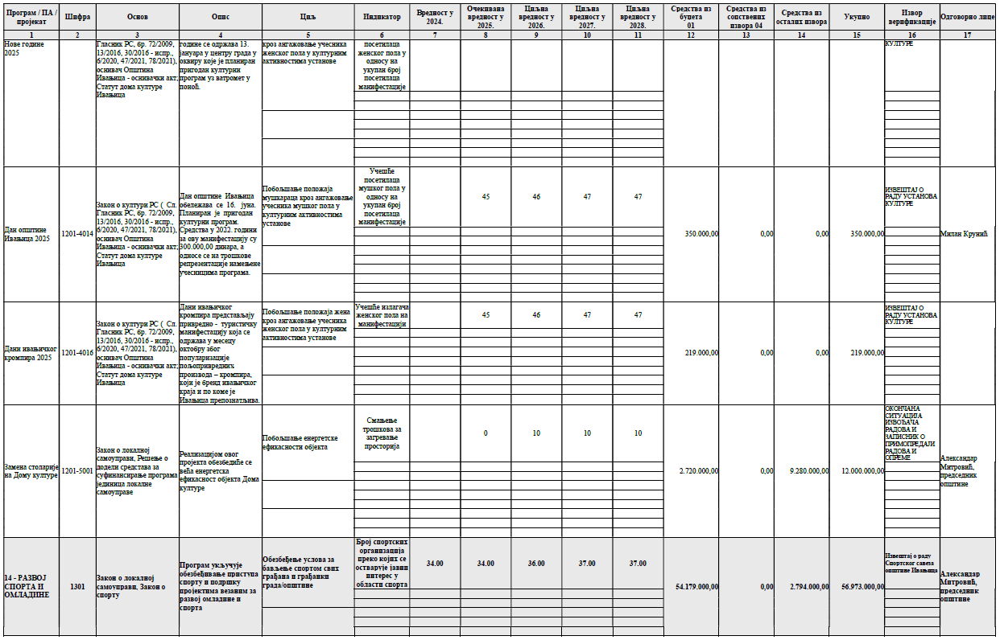 Програм / ПА / пројекат
Шифра
Основ
Опис
Циљ
Индикатор
Вредност у 2024.
Очекивана вредност у 2025.
Циљна вредност у 2026.
Циљна вредност у 2027.
Циљна вредност у 2028.
Средства из буџета 01
Средства из сопствених извора 04
Средства из осталих извора
Укупно
Извор верификације
Одговорно лице
1 2 3 4 5 6 7 8 9 10 11 12 13 14 15 16 17
Нове године
2025
Гласник РС, бр. 72/2009,
13/2016, 30/2016 - испр.,
6/2020, 47/2021, 78/2021),
оснивач Општина
Ивањица - оснивачки акт;
Статут дома културе
Ивањица
године се одржава 13.
јануара у центру града у
оквиру које је планиран
пригодан културни
програм уз ватромет у
поноћ.
кроз ангажовање учесника
женског пола у културним
активностима установе
посетилаца
женског пола у
односу на
укупан број
посетилаца
манифестације
КУЛТУРЕ
Дан општине
Ивањица 2025
1201-4014
Закон о култури РС ( Сл.
Гласник РС, бр. 72/2009,
13/2016, 30/2016 - испр.,
6/2020, 47/2021, 78/2021),
оснивач Општина
Ивањица - оснивачки акт;
Статут дома културе
Ивањица
Дан општине Ивањица
обележава се 16. јуна.
Планиран је пригодан
културни програм.
Средства у 2022. години
за ову манифестацију су
300.000,00 динара, а
односе се на трошкове
репрезентације намењене
учесницима програма.
Побољшање положаја
мушкараца кроз ангажовање
учесника мушког пола у
културним активностима
установе
Учешће
посетилаца
мушког пола у
односу на
укупан број
посетилаца
манифестације
45 46 47 47
350.000,00 0,00 0,00 350.000,00
ИЗВЕШТАЈ О
РАДУ УСТАНОВА
КУЛТУРЕ
Милан Крунић
Дани ивањичког
кромпира 2025
1201-4016
Закон о култури РС ( Сл.
Гласник РС, бр. 72/2009,
13/2016, 30/2016 - испр.,
6/2020, 47/2021, 78/2021),
оснивач Општина
Ивањица - оснивачки акт;
Статут дома културе
Ивањица
Дани ивањичког
кромпира представљају
привредно - туристичку
манифестацију која се
одржава у месецу
октобру због
популаризације
пољопривредних
производа – кромпира,
који је бренд ивањичког
краја и по коме је
Ивањица препознатљива.
Побољшање положаја жена
кроз ангажовање учесника
женског пола у културним
активностима установе
Учешће излагача
женског пола на
манифестацији
45 46 47 47
219.000,00 0,00 0,00 219.000,00
ИЗВЕШТАЈ О
РАДУ УСТАНОВА
КУЛТУРЕ
Замена столарије
на Дому културе
1201-5001
Закон о локалној
самоуправи, Решење о
додели средстава за
суфинансирање програма
јединица локалне
самоуправе
Реализацијом овог
пројекта обезбедиће се
већа енергетска
ефикасност објекта Дома
културе
Побољшање енергетске
ефикасности објекта
Смањење
трошкова за
загревање
просторија
0 10 10 10
2.720.000,00 0,00 9.280.000,00 12.000.000,00
ОКОНЧАНА
СИТУАЦИЈА
ИЗВОЂАЧА
РАДОВА И
ЗАПИСНИК О
ПРИМОПРЕДАЈИ
РАДОВА И
ОПРЕМЕ
Александар
Митровић,
председник
општине
14 - РАЗВОЈ
СПОРТА И
ОМЛАДИНЕ
1301
Закон о локалној
самоуправи, Закон о
спорту
Програм укључује
обезбеђивање приступа
спорту и подршку
пројектима везаним за
развој омладине и
спорта
Обезбеђење услова за
бављење спортом свих
грађана и грађанки
града/општине
Број спортских
организација
преко којих се
остварује јавни
интерес у
области спорта
34.00 34.00 36.00 37.00 37.00
54.179.000,00 0,00 2.794.000,00 56.973.000,00
Извештај о раду
Спортског савеза
општине Ивањица
Александар
Митровић,
председник
општине